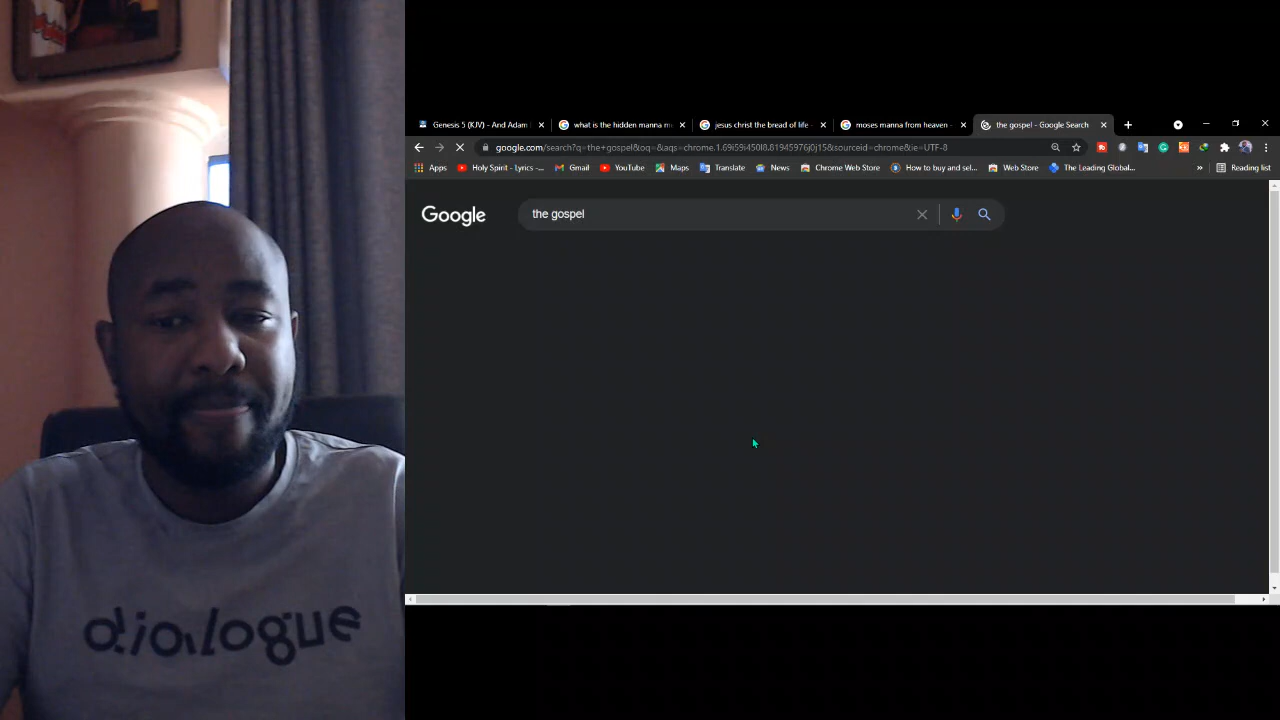 Genesis 5 (KJV) - And Adam
what is the hidden manna m
jesus christ the bread of life -
moses manna from heaven -
the gospel - Google Search
google.com/search?q=the+gospel&oq=&aqs=chrome.1.69i59i450l8.81945976j0j15&sourceid=chrome&ie=UTF-8
Apps
Holy Spirit - Lyrics -...
Gmail
YouTube
Maps
Translate
News
Chrome Web Store
How to buy and sel...
Web Store
The Leading Global...
»
Reading list
Google
the gospel
dialogue